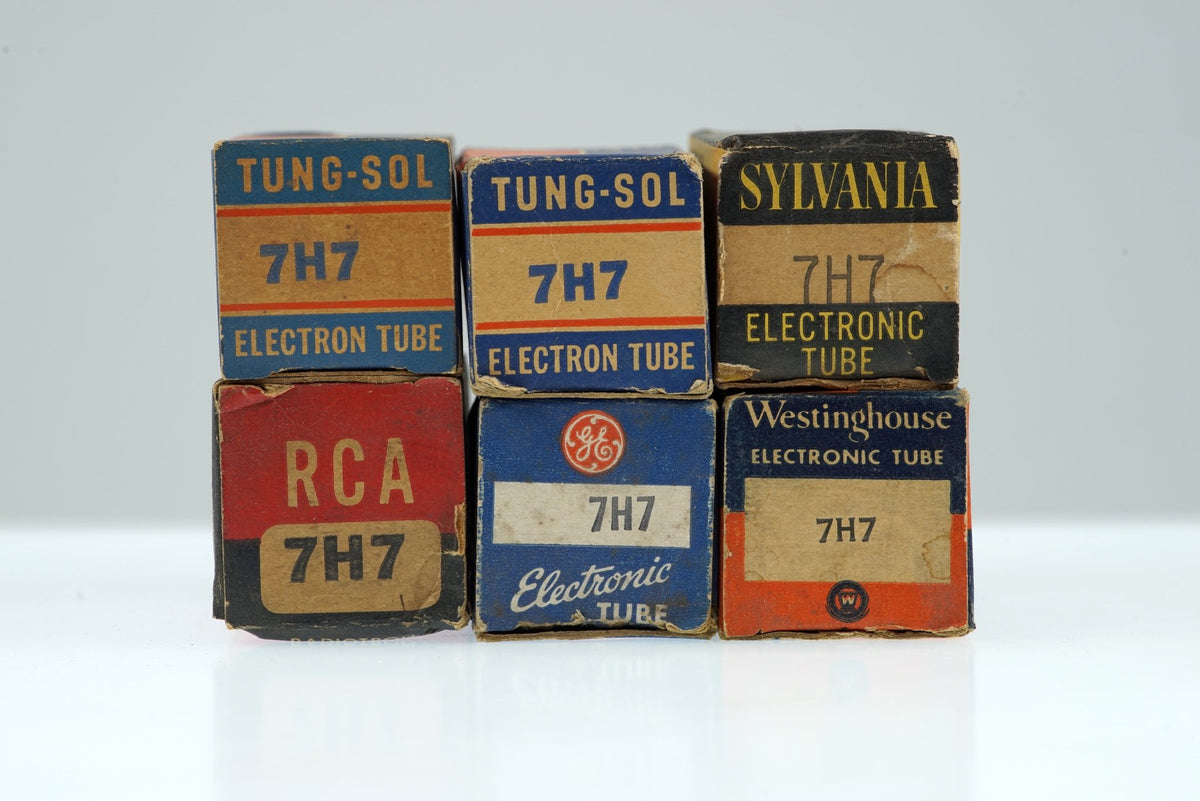 TUNG-SOL
7H7
ELECTRON TUBE
TUNG-SOL
7H7
ELECTRON TUBE
SYLVANIA
7H7
ELECTRONIC
TUBE
RCA
7H7
RADIOTRON
GE
7H7
Electronic
TUBE
Westinghouse
ELECTRONIC TUBE
7H7
W